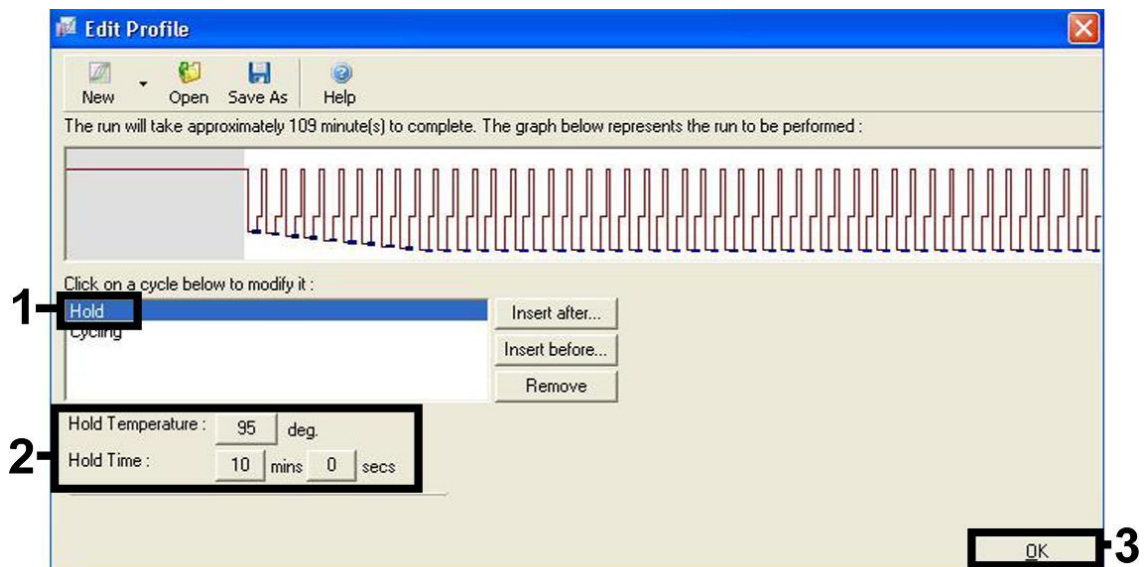 Edit Profile
New Open Save As Help
The run will take approximately 109 minute(s) to complete. The graph below represents the run to be performed :
Click on a cycle below to modify it :
1 Hold Insert after...
Cycling
Insert before...
Remove
2
Hold Temperature : 95 deg.
Hold Time : 10 mins 0 secs
OK 3